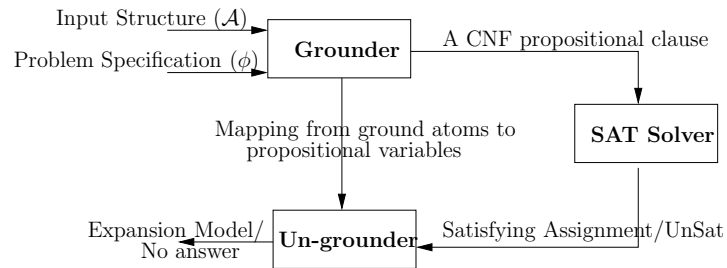 Input Structure (𝒜)
Problem Specification (ϕ)
Grounder
A CNF propositional clause
Mapping from ground atoms to
propositional variables
SAT Solver
Expansion Model/
No answer
Un-grounder
Satisfying Assignment/UnSat